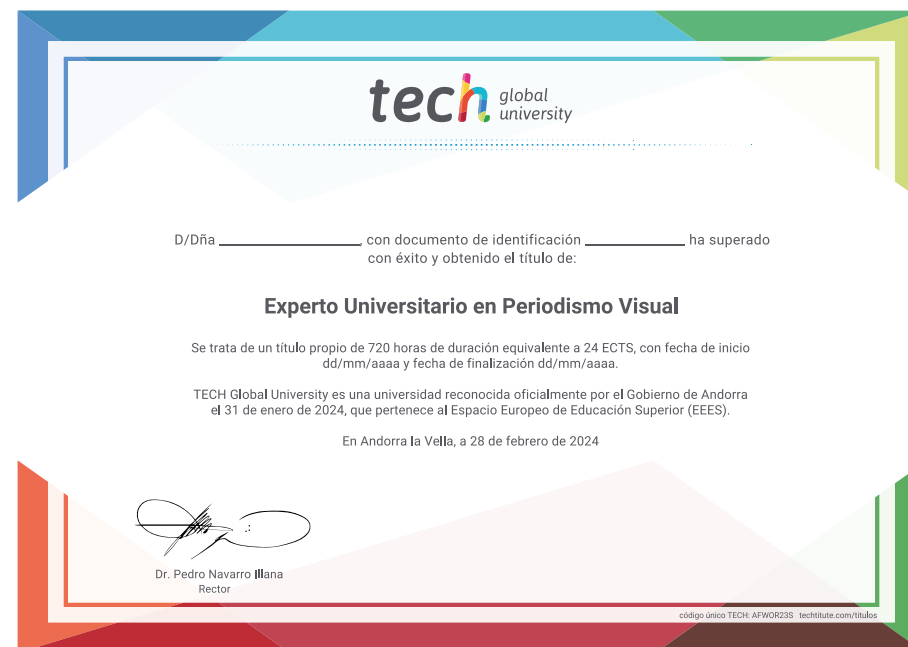 tech global university
D/Dña ____________________, con documento de identificación ______________ ha superado
con éxito y obtenido el título de:
Experto Universitario en Periodismo Visual
Se trata de un título propio de 720 horas de duración equivalente a 24 ECTS, con fecha de inicio
dd/mm/aaaa y fecha de finalización dd/mm/aaaa.
TECH Global University es una universidad reconocida oficialmente por el Gobierno de Andorra
el 31 de enero de 2024, que pertenece al Espacio Europeo de Educación Superior (EEES).
En Andorra la Vella, a 28 de febrero de 2024
Dr. Pedro Navarro Illana
Rector
código único TECH: AFWOR23S techtitute.com/titulos